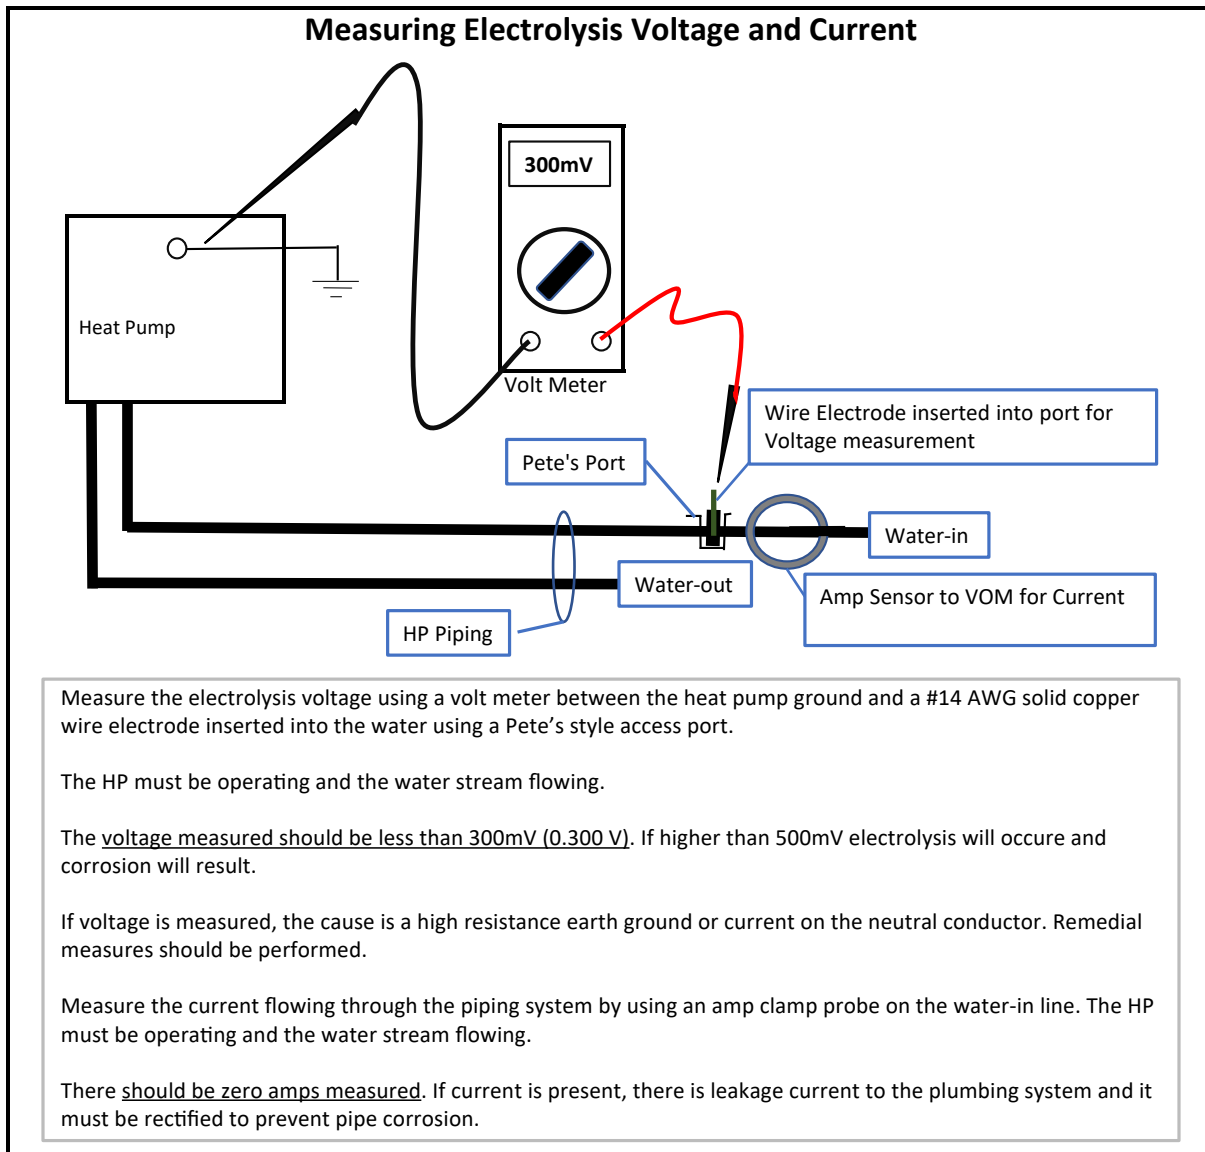 Measuring Electrolysis Voltage and Current
300mV
Heat Pump
Volt Meter
Wire Electrode inserted into port for
Voltage measurement
Pete's Port
Water-in
Water-out
Amp Sensor to VOM for Current
HP Piping
Measure the electrolysis voltage using a volt meter between the heat pump ground and a #14 AWG solid copper
wire electrode inserted into the water using a Pete’s style access port.
The HP must be operating and the water stream flowing.
The voltage measured should be less than 300mV (0.300 V). If higher than 500mV electrolysis will occure and
corrosion will result.
If voltage is measured, the cause is a high resistance earth ground or current on the neutral conductor. Remedial
measures should be performed.
Measure the current flowing through the piping system by using an amp clamp probe on the water-in line. The HP
must be operating and the water stream flowing.
There should be zero amps measured. If current is present, there is leakage current to the plumbing system and it
must be rectified to prevent pipe corrosion.